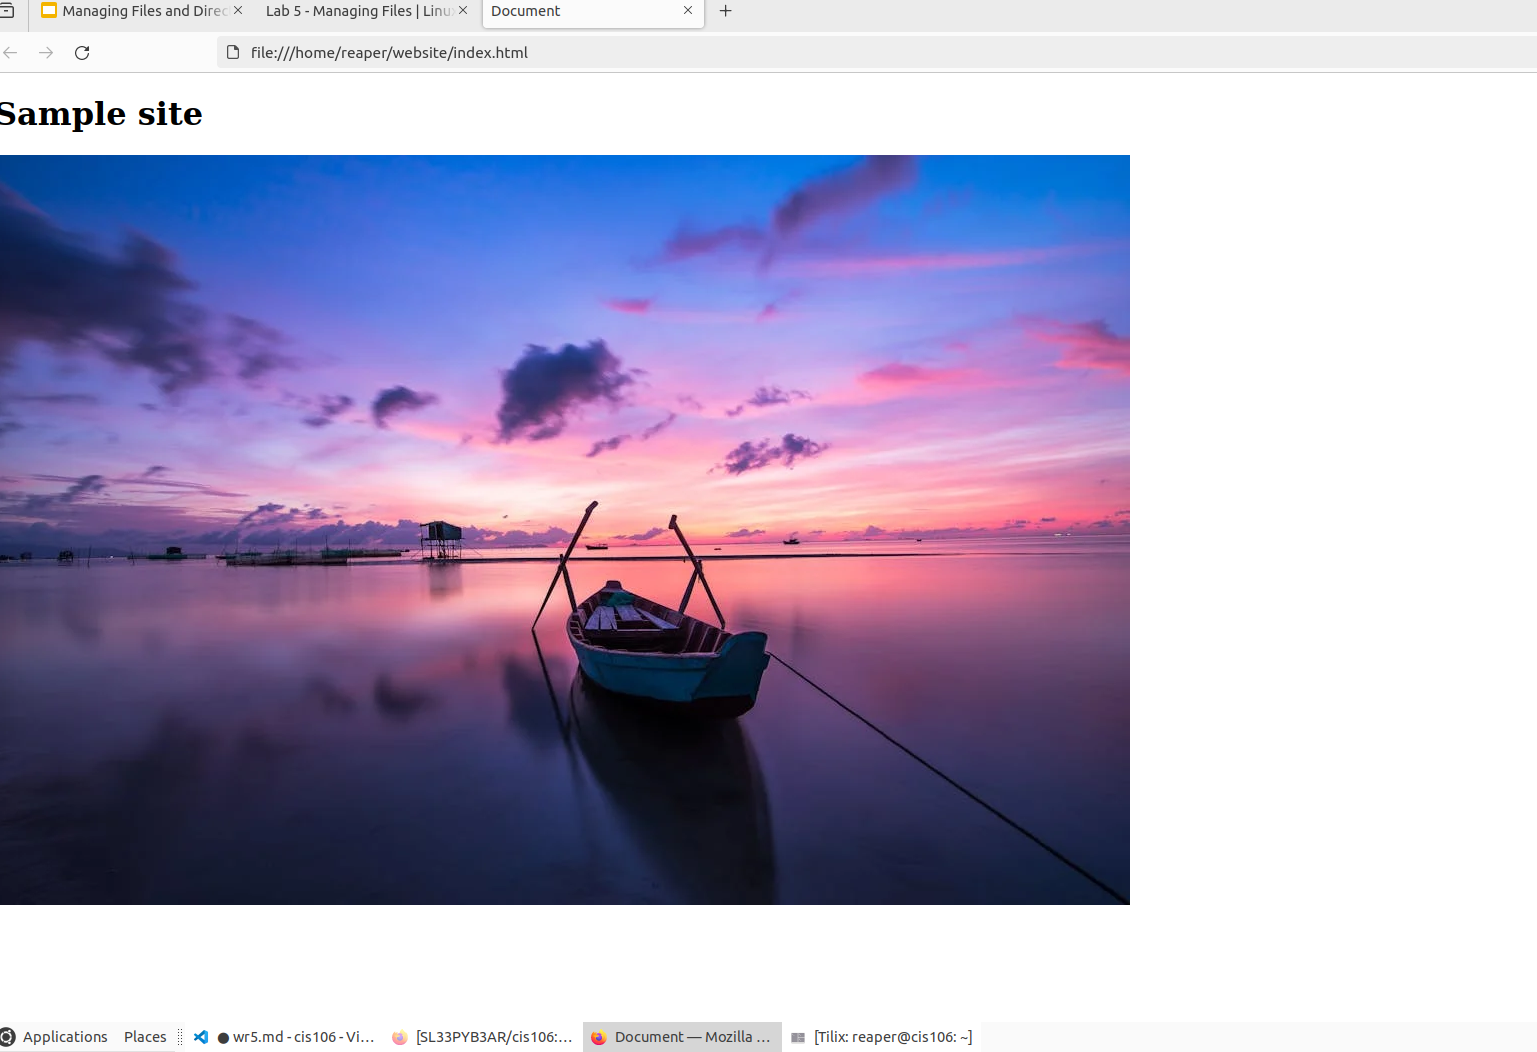 Managing Files and Direc
Lab 5 - Managing Files | Linu
Document
file:///home/reaper/website/index.html
Sample site
Applications
Places
wr5.md - cis106 - Vi…
[SL33PYB3AR/cis106:…
Document — Mozilla …
[Tilix: reaper@cis106: ~]